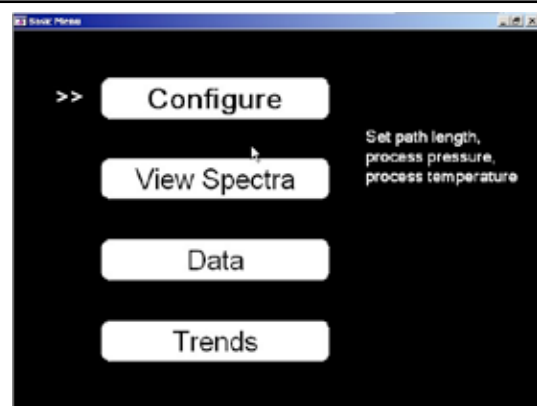 Basic Menu
>> Configure
Set path length,
process pressure,
process temperature
View Spectra
Data
Trends